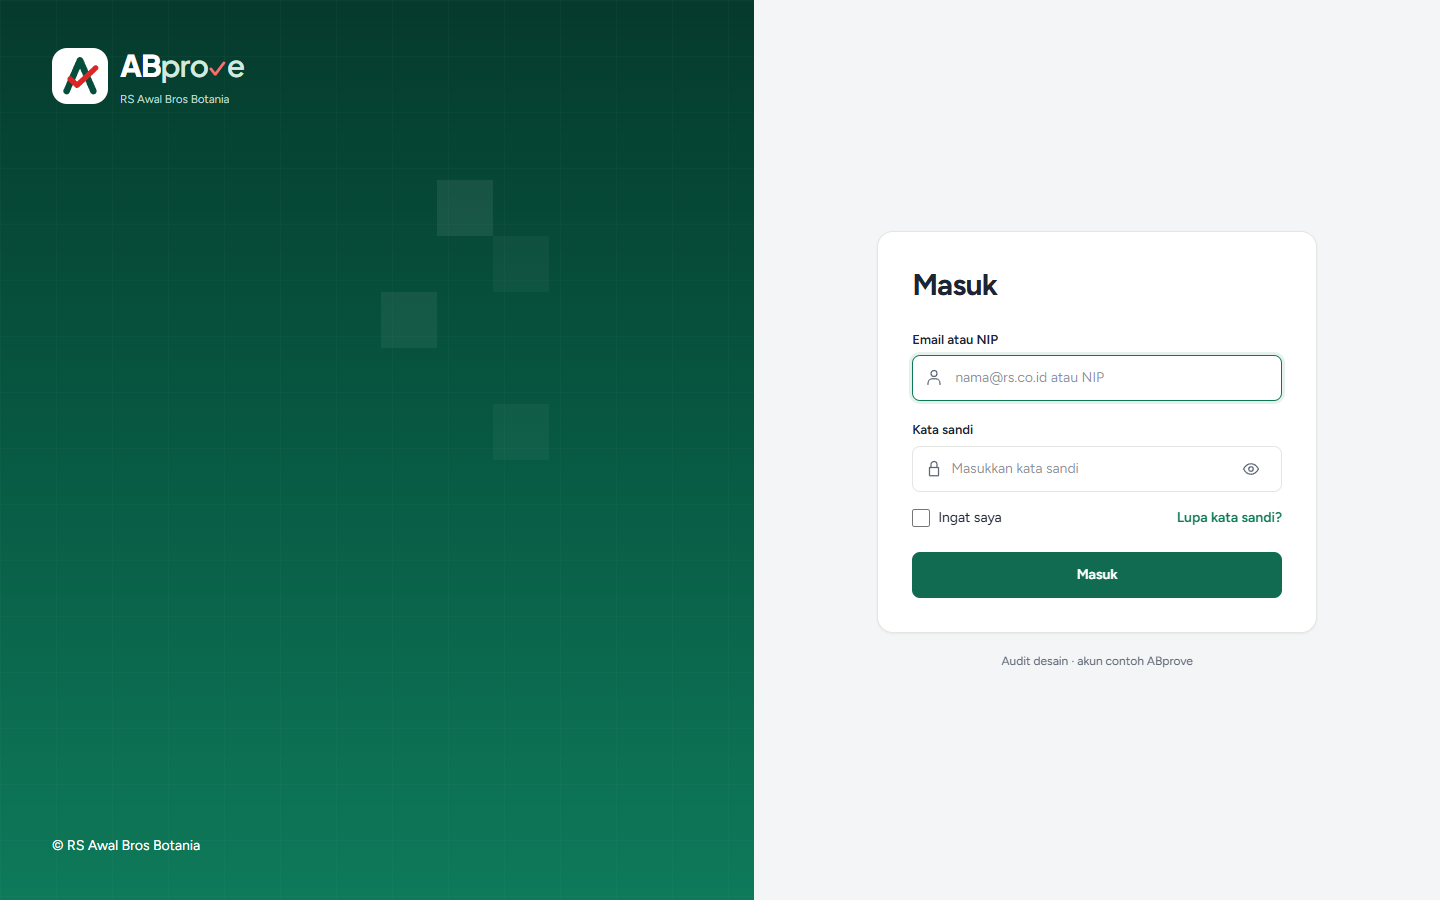 ABprove
RS Awal Bros Botania
© RS Awal Bros Botania
Masuk
Email atau NIP
nama@rs.co.id atau NIP
Kata sandi
Masukkan kata sandi
Ingat saya
Lupa kata sandi?
Masuk
Audit desain · akun contoh ABprove